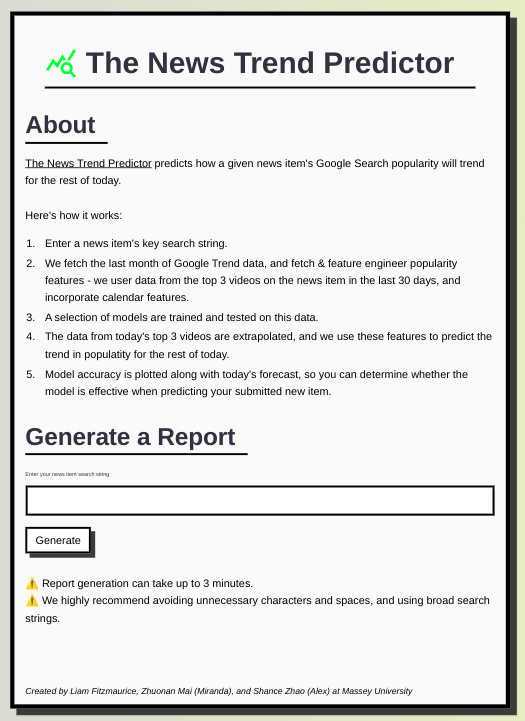 The News Trend Predictor
About
The News Trend Predictor predicts how a given news item's Google Search popularity will trend
for the rest of today.
Here's how it works:
1. Enter a news item's key search string.
2. We fetch the last month of Google Trend data, and fetch & feature engineer popularity
features - we user data from the top 3 videos on the news item in the last 30 days, and
incorporate calendar features.
3. A selection of models are trained and tested on this data.
4. The data from today's top 3 videos are extrapolated, and we use these features to predict the
trend in populatity for the rest of today.
5. Model accuracy is plotted along with today's forecast, so you can determine whether the
model is effective when predicting your submitted new item.
Generate a Report
Enter your news item search string
Generate
⚠️ Report generation can take up to 3 minutes.
⚠️ We highly recommend avoiding unnecessary characters and spaces, and using broad search
strings.
Created by Liam Fitzmaurice, Zhuonan Mai (Miranda), and Shance Zhao (Alex) at Massey University